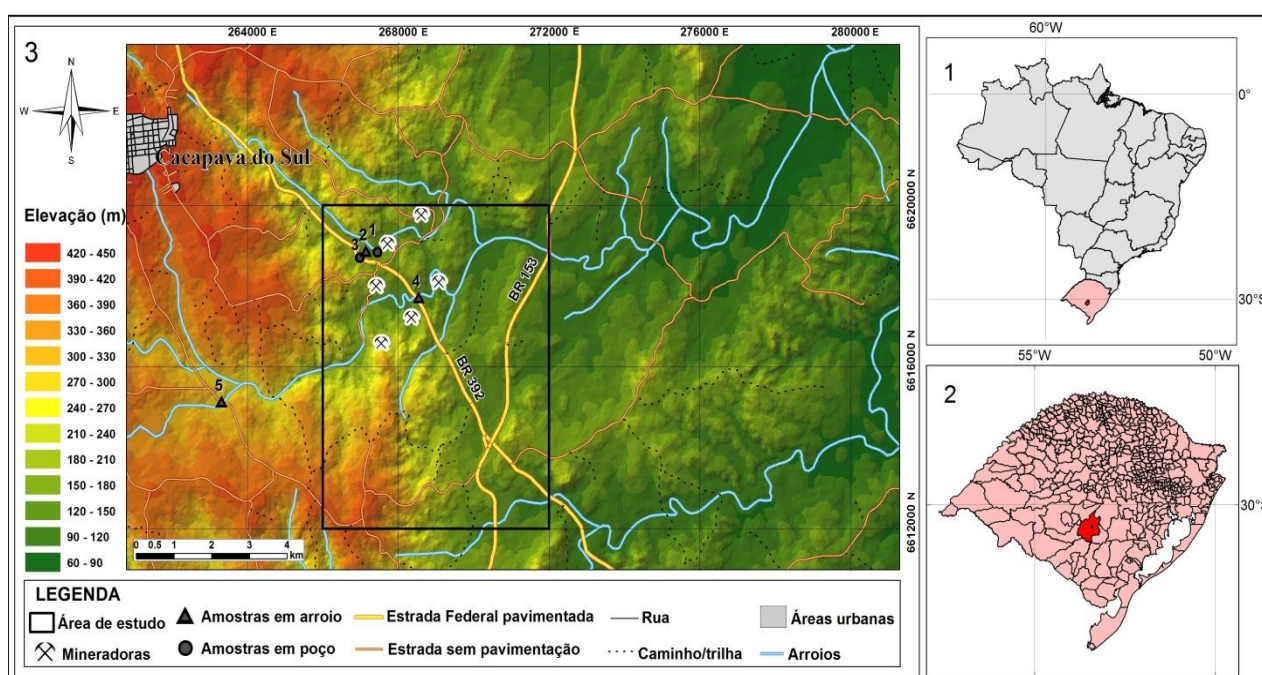 3
264000 E
268000 E
272000 E
276000 E
280000 E
N
W
E
S
Cacapava do Sul
Elevação (m)
420 - 450
390 - 420
360 - 390
330 - 360
300 - 330
270 - 300
240 - 270
210 - 240
180 - 210
150 - 180
120 - 150
90 - 120
60 - 90
2 1
3
4
5
BR 153
BR 392
6620000 N
6616000 N
6612000 N
0 0.5 1 2 3 4
km
LEGENDA
Área de estudo
Amostras em arroio
Estrada Federal pavimentada
Rua
Áreas urbanas
Mineradoras
Amostras em poço
Estrada sem pavimentação
Caminho/trilha
Arroios
60°W
1
0°
30°S
55°W
50°W
2
30°S